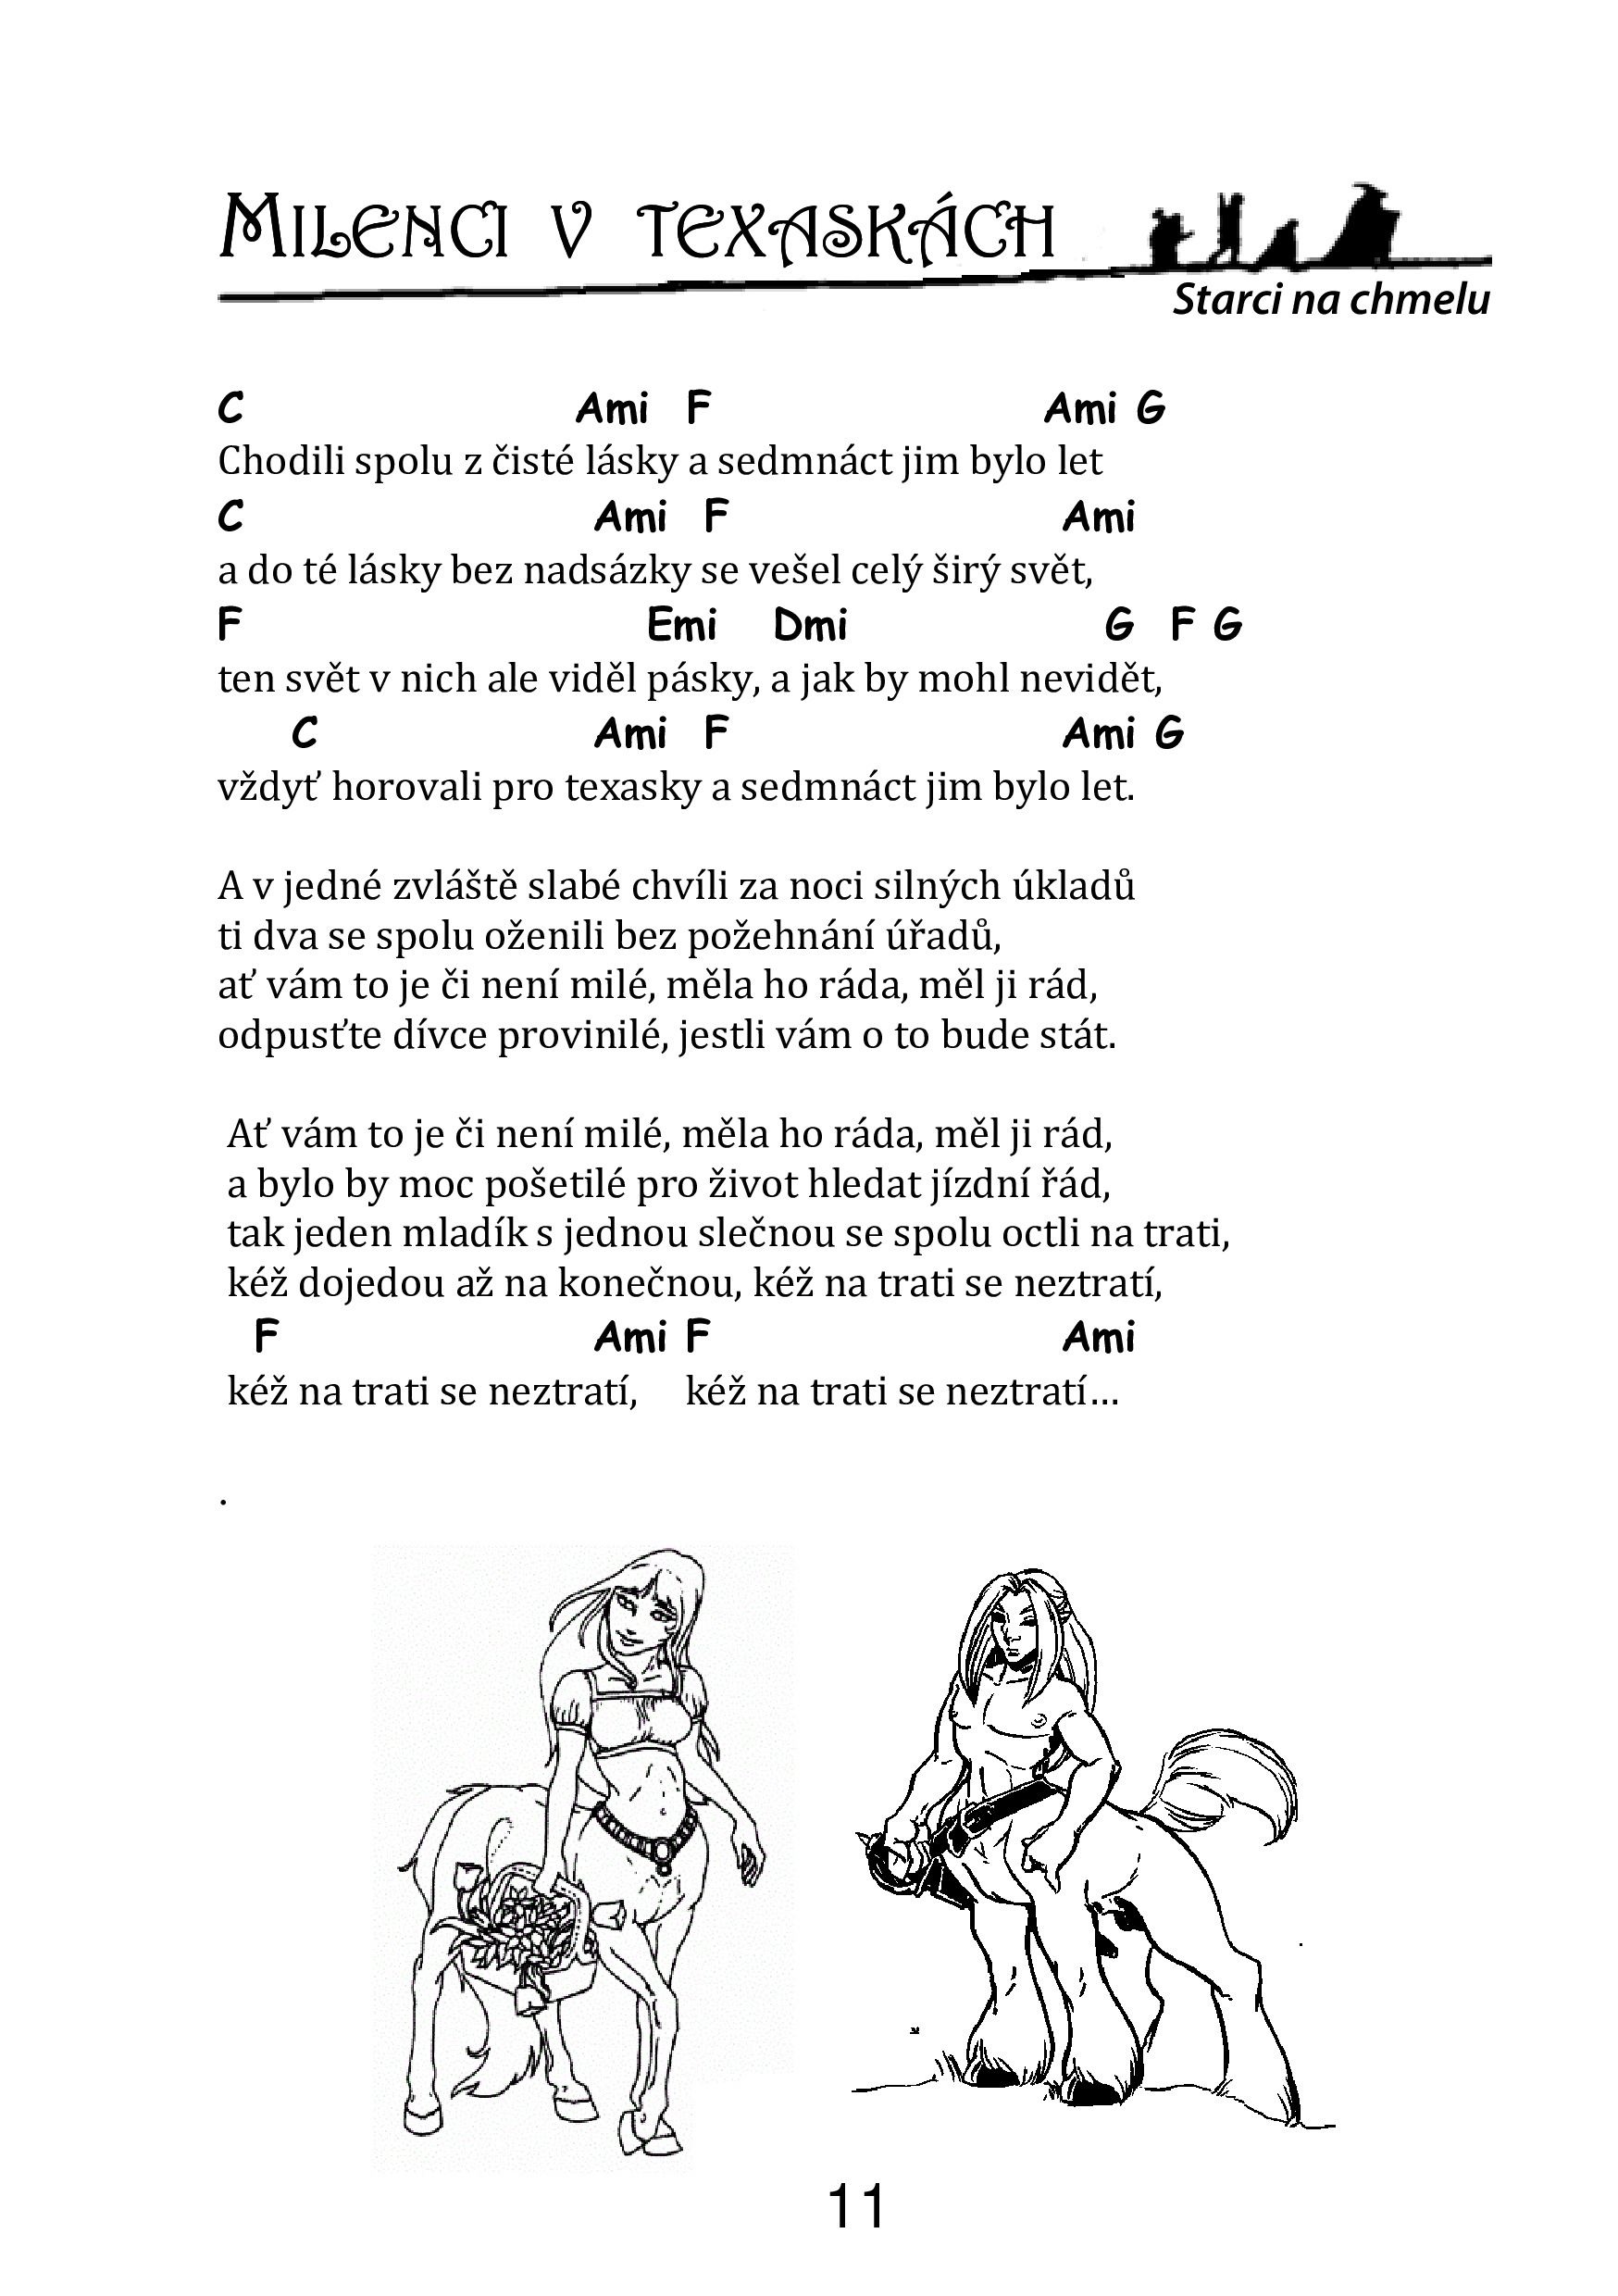 Milenci v texaskách
Starci na chmelu
C Ami F Ami G
Chodili spolu z čisté lásky a sedmnáct jim bylo let
C Ami F Ami
a do té lásky bez nadsázky se vešel celý širý svět,
F Emi Dmi G F G
ten svět v nich ale viděl pásky, a jak by mohl nevidět,
C Ami F Ami G
vždyť horovali pro texasky a sedmnáct jim bylo let.
A v jedné zvláště slabé chvíli za noci silných úkladů
ti dva se spolu oženili bez požehnání úřadů,
ať vám to je či není milé, měla ho ráda, měl ji rád,
odpusťte dívce provinilé, jestli vám o to bude stát.
Ať vám to je či není milé, měla ho ráda, měl ji rád,
a bylo by moc pošetilé pro život hledat jízdní řád,
tak jeden mladík s jednou slečnou se spolu octli na trati,
kéž dojedou až na konečnou, kéž na trati se neztratí,
F Ami F Ami
kéž na trati se neztratí, kéž na trati se neztratí...
.
11